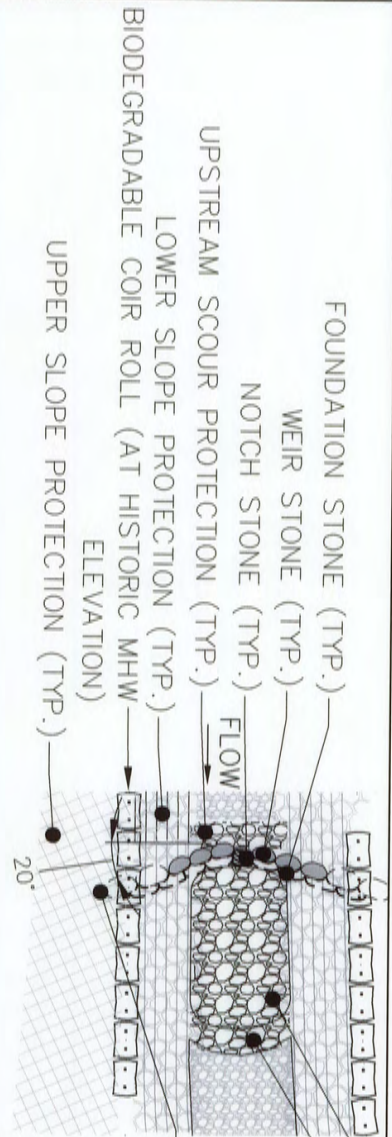 FOUNDATION STONE (TYP.)
WEIR STONE (TYP.)
NOTCH STONE (TYP.)
UPSTREAM SCOUR PROTECTION (TYP.)
FLOW
LOWER SLOPE PROTECTION (TYP.)
BIODEGRADABLE COIR ROLL (AT HISTORIC MHW
ELEVATION)
UPPER SLOPE PROTECTION (TYP.)
20°